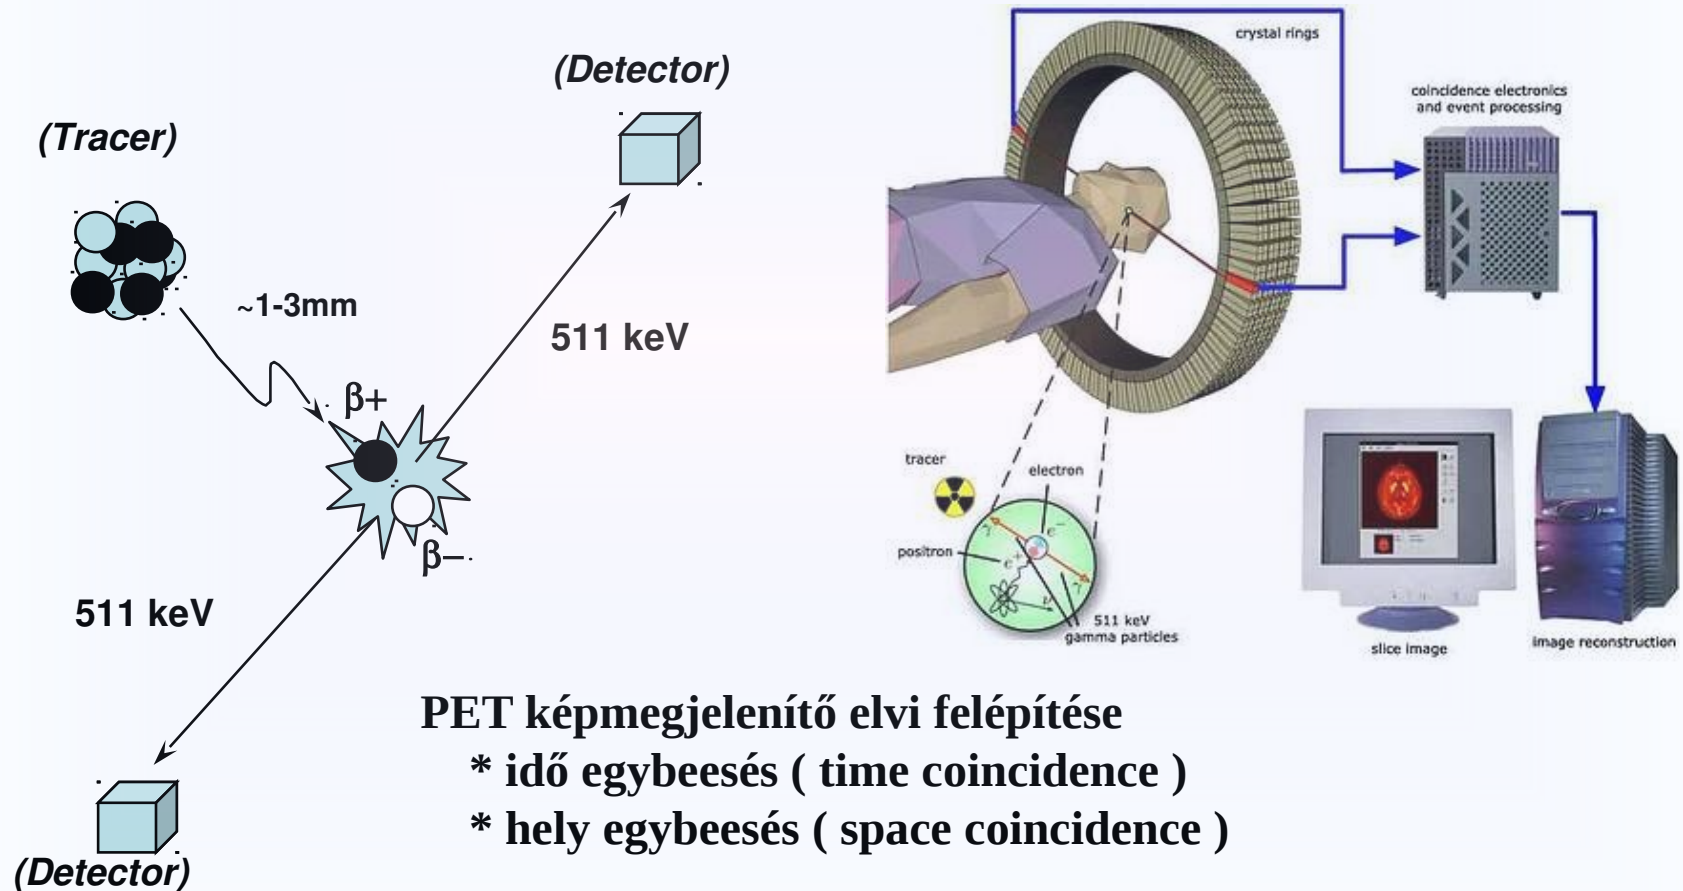 (Detector)
(Tracer)
~1-3mm
511 keV
β+
β–
511 keV
(Detector)
crystal rings
coincidence electronics
and event processing
tracer
electron
γ
e⁻
positron
e⁺
γ
ν
511 keV
gamma particles
slice image
image reconstruction
PET képmegjelenítő elvi felépítése
* idő egybeesés ( time coincidence )
* hely egybeesés ( space coincidence )